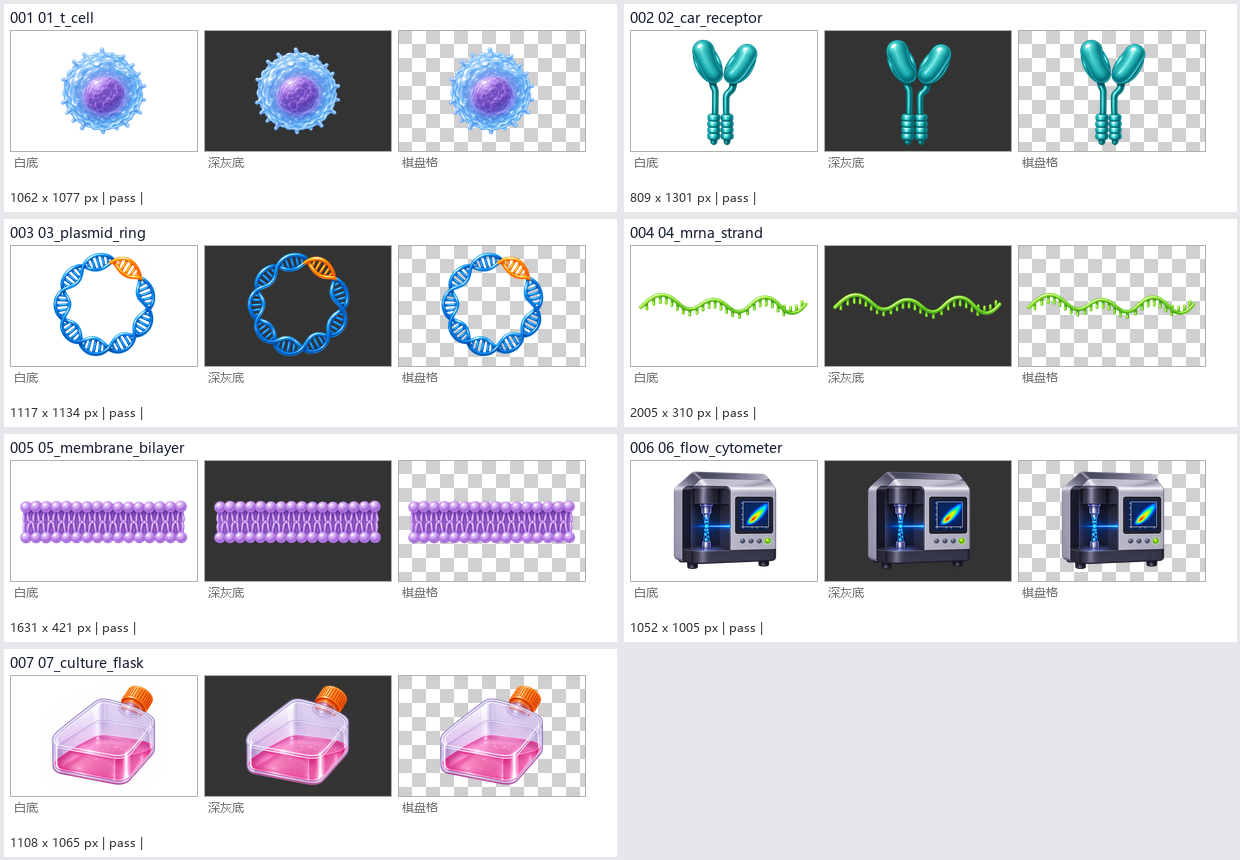 001 01_t_cell
白底
深灰底
棋盘格
1062 x 1077 px | pass |
002 02_car_receptor
白底
深灰底
棋盘格
809 x 1301 px | pass |
003 03_plasmid_ring
白底
深灰底
棋盘格
1117 x 1134 px | pass |
004 04_mrna_strand
白底
深灰底
棋盘格
2005 x 310 px | pass |
005 05_membrane_bilayer
白底
深灰底
棋盘格
1631 x 421 px | pass |
006 06_flow_cytometer
白底
深灰底
棋盘格
1052 x 1005 px | pass |
007 07_culture_flask
白底
深灰底
棋盘格
1108 x 1065 px | pass |